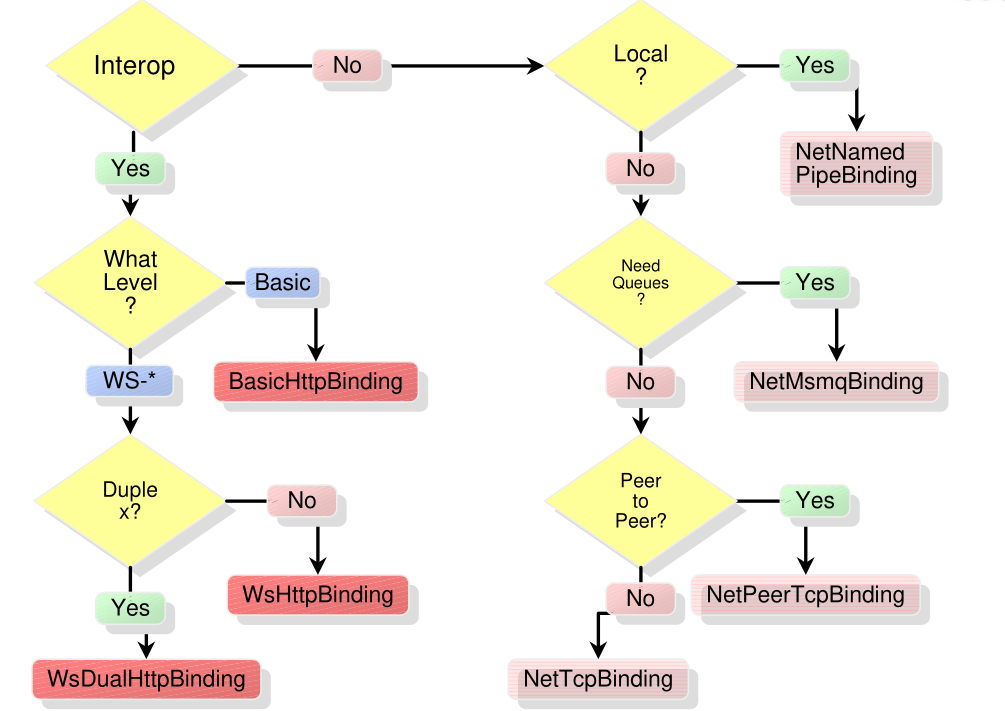 Interop
No
Local
?
Yes
NetNamed
PipeBinding
Yes
No
What
Level
?
Basic
Need
Queues
?
Yes
WS-*
BasicHttpBinding
No
NetMsmqBinding
Duple
x?
No
Peer
to
Peer?
Yes
WsHttpBinding
No
NetPeerTcpBinding
Yes
WsDualHttpBinding
NetTcpBinding